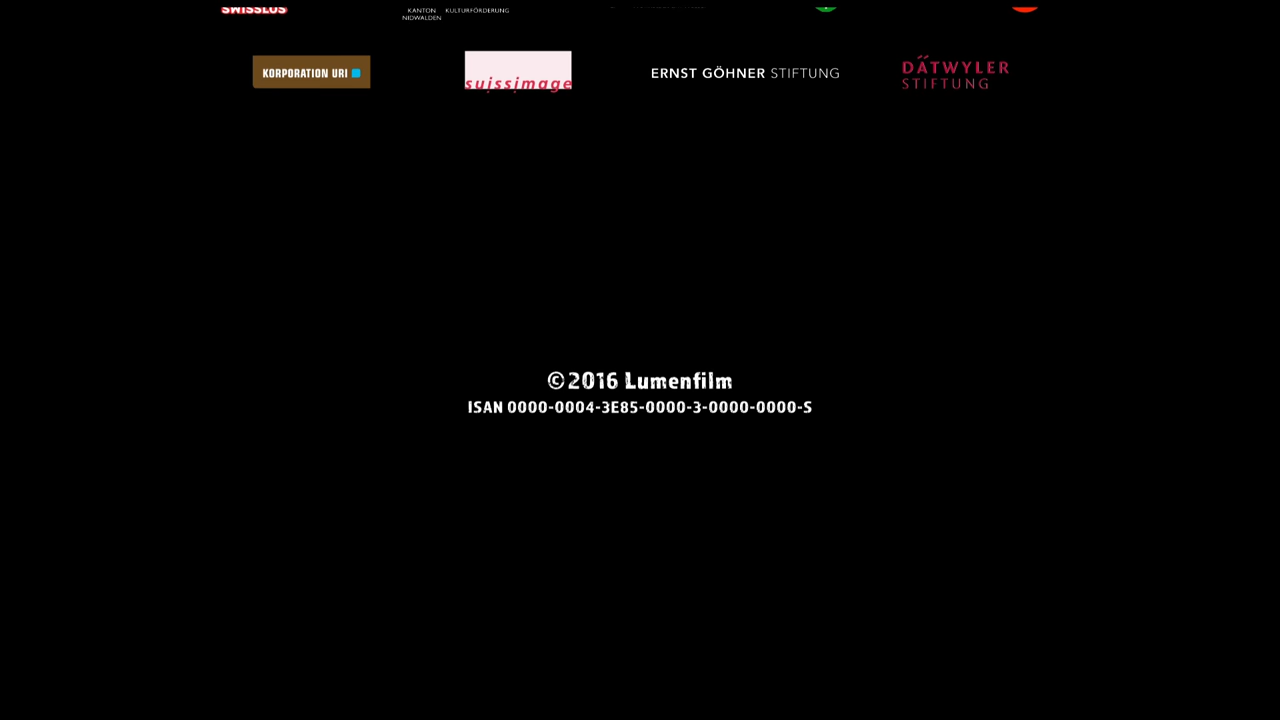 SWISSLOS
KANTON
NIDWALDEN
KULTURFÖRDERUNG
KORPORATION URI
suissimage
ERNST GÖHNER STIFTUNG
DÄTWYLER
STIFTUNG
©2016 Lumenfilm
ISAN 0000-0004-3E85-0000-3-0000-0000-S